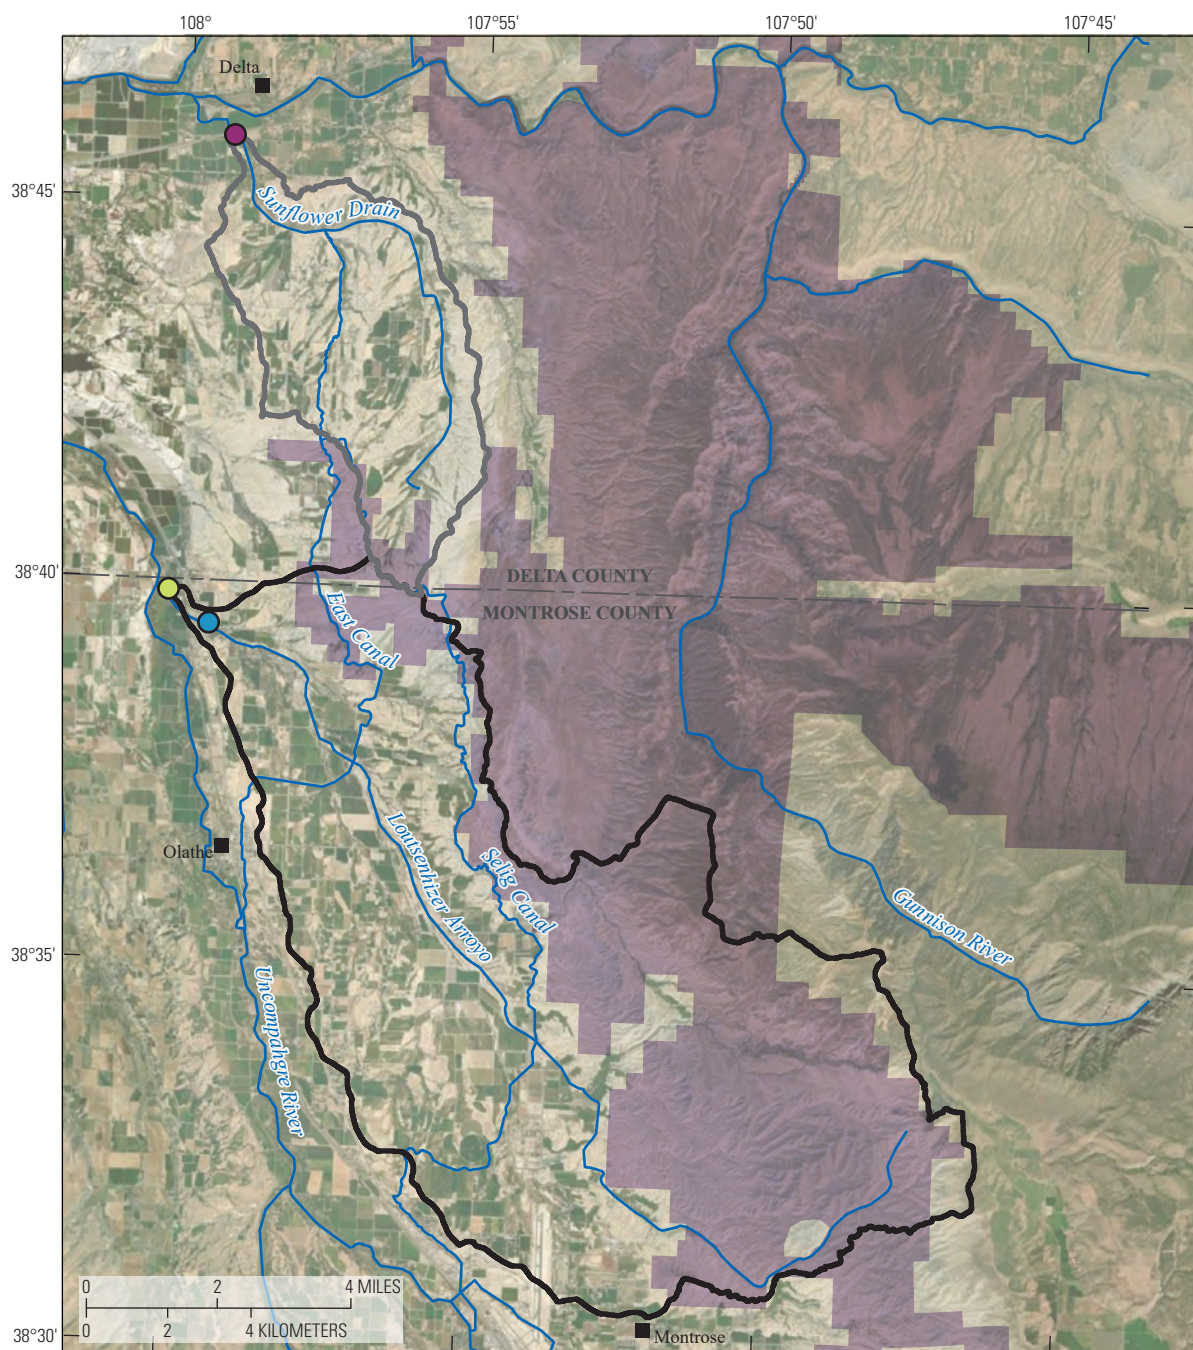 108°
107°55'
107°50'
107°45'
Delta
38°45'
Sunflower Drain
38°40'
DELTA COUNTY
MONTROSE COUNTY
East Canal
Olathe
Loutsenhizer Arroyo
Selig Canal
Gunnison River
38°35'
Uncompahgre River
0 2 4 MILES
0 2 4 KILOMETERS
38°30'
Montrose